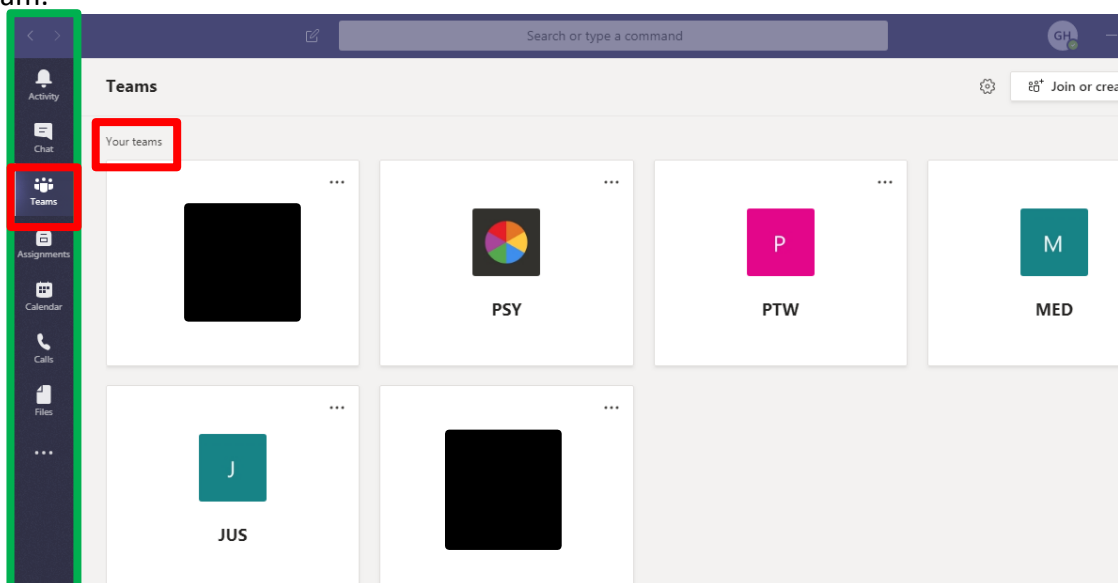 Search or type a command
GH
Activity
Teams
Join or crea
Chat
Your teams
Teams
Assignments
Calendar
Calls
Files
PSY
P
PTW
M
MED
J
JUS